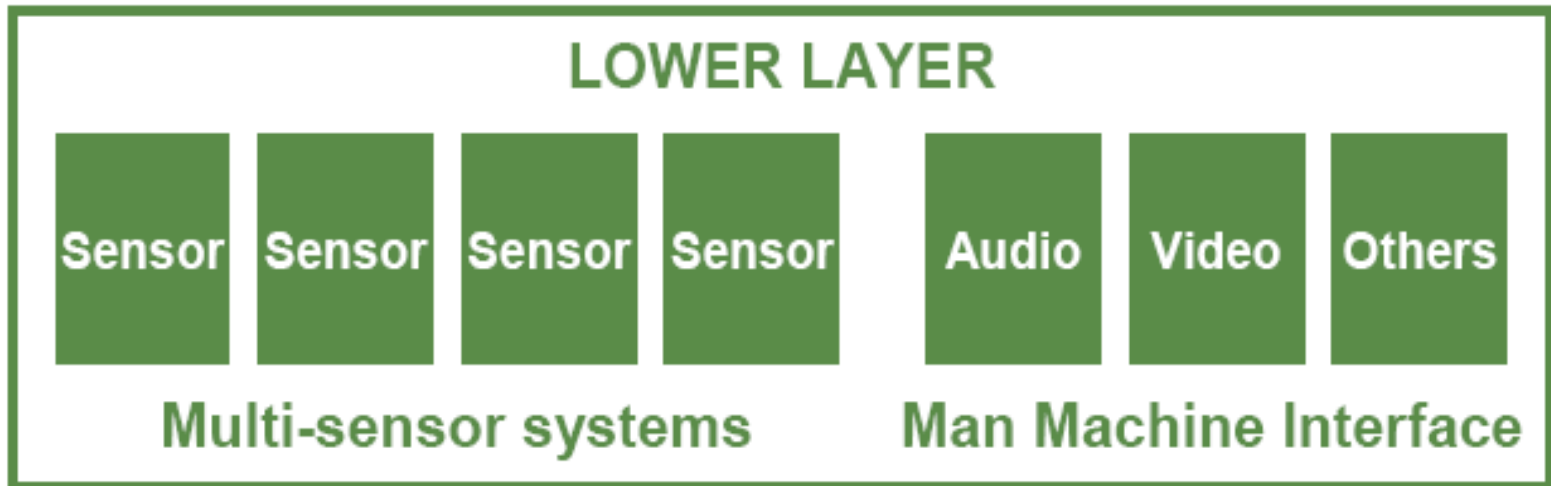 LOWER LAYER
Sensor Sensor Sensor Sensor Audio Video Others
Multi-sensor systems Man Machine Interface